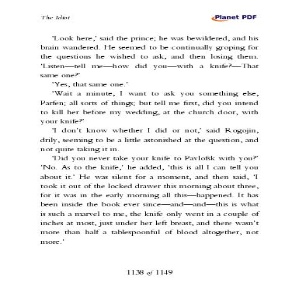 The Idiot
Planet PDF
'Look here,' said the prince; he was bewildered, and his
brain wandered. He seemed to be continually groping for
the questions he wished to ask, and then losing them.
'Listen—tell me—how did you—with a knife?—That
same one?'
'Yes, that same one.'
'Wait a minute, I want to ask you something else,
Parfen; all sorts of things; but tell me first, did you intend
to kill her before my wedding, at the church door, with
your knife?'
'I don't know whether I did or not,' said Rogojin,
drily, seeming to be a little astonished at the question, and
not quite taking it in.
'Did you never take your knife to Pavlofsk with you?'
'No. As to the knife,' he added, 'this is all I can tell you
about it.' He was silent for a moment, and then said, 'I
took it out of the locked drawer this morning about three,
for it was in the early morning all this—happened. It has
been inside the book ever since—and—and—this is what
is such a marvel to me, the knife only went in a couple of
inches at most, just under her left breast, and there wasn't
more than half a tablespoonful of blood altogether, not
more.'
1138 of 1149